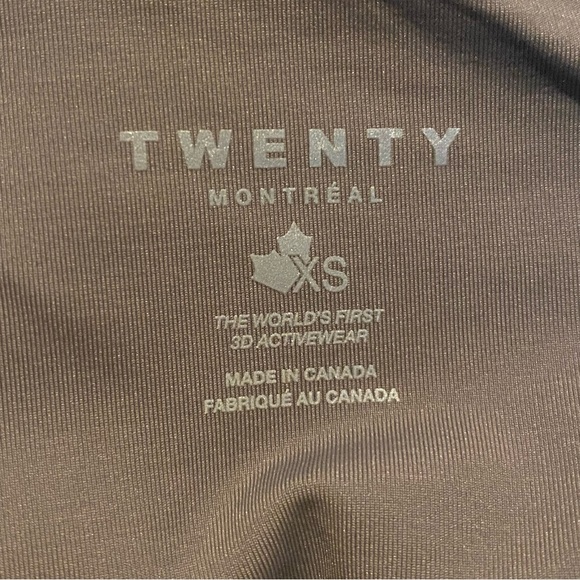 TWENTY
MONTRÉAL
XS
THE WORLD'S FIRST
3D ACTIVEWEAR
MADE IN CANADA
FABRIQUÉ AU CANADA